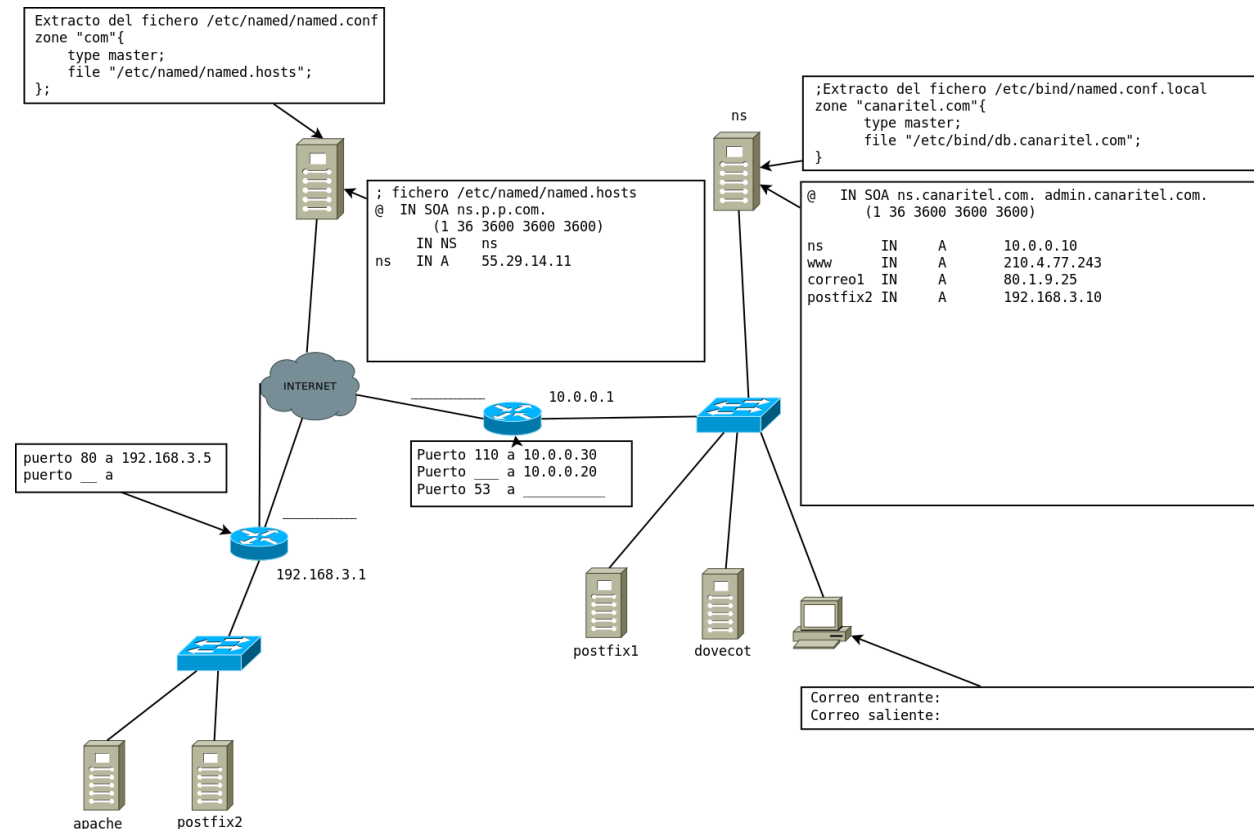 Extracto del fichero /etc/named/named.conf
zone "com"{
type master;
file "/etc/named/named.hosts";
};
ns
;Extracto del fichero /etc/bind/named.conf.local
zone "canaritel.com"{
type master;
file "/etc/bind/db.canaritel.com";
}
; fichero /etc/named/named.hosts
@ IN SOA ns.p.p.com.
(1 36 3600 3600 3600)
IN NS ns
ns IN A 55.29.14.11
@ IN SOA ns.canaritel.com. admin.canaritel.com.
(1 36 3600 3600 3600)
ns IN A 10.0.0.10
www IN A 210.4.77.243
correo1 IN A 80.1.9.25
postfix2 IN A 192.168.3.10
INTERNET
_________ 10.0.0.1
Puerto 110 a 10.0.0.30
Puerto ___ a 10.0.0.20
Puerto 53 a __________
puerto 80 a 192.168.3.5
puerto __ a
_________
192.168.3.1
postfix1
dovecot
Correo entrante:
Correo saliente:
apache
postfix2